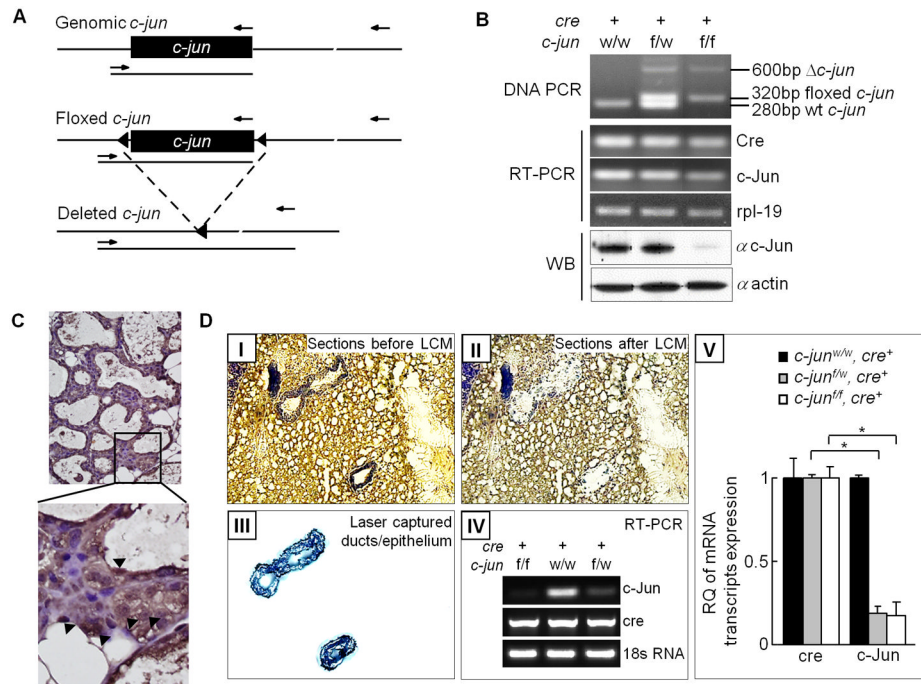 A
Genomic c-jun
c-jun
Floxed c-jun
c-jun
Deleted c-jun
B
cre + + +
c-jun w/w f/w f/f
DNA PCR
600bp Δc-jun
320bp floxed c-jun
280bp wt c-jun
RT-PCR
Cre
c-Jun
rpl-19
WB
α c-Jun
α actin
C
D
I
Sections before LCM
II
Sections after LCM
III
Laser captured
ducts/epithelium
IV
RT-PCR
cre + + +
c-jun f/f w/w f/w
c-Jun
cre
18s RNA
V
c-jun^w/w, cre^+
c-jun^f/w, cre^+
c-jun^f/f, cre^+
*
*
RQ of mRNA
transcripts expression
1
0.5
0
cre c-Jun